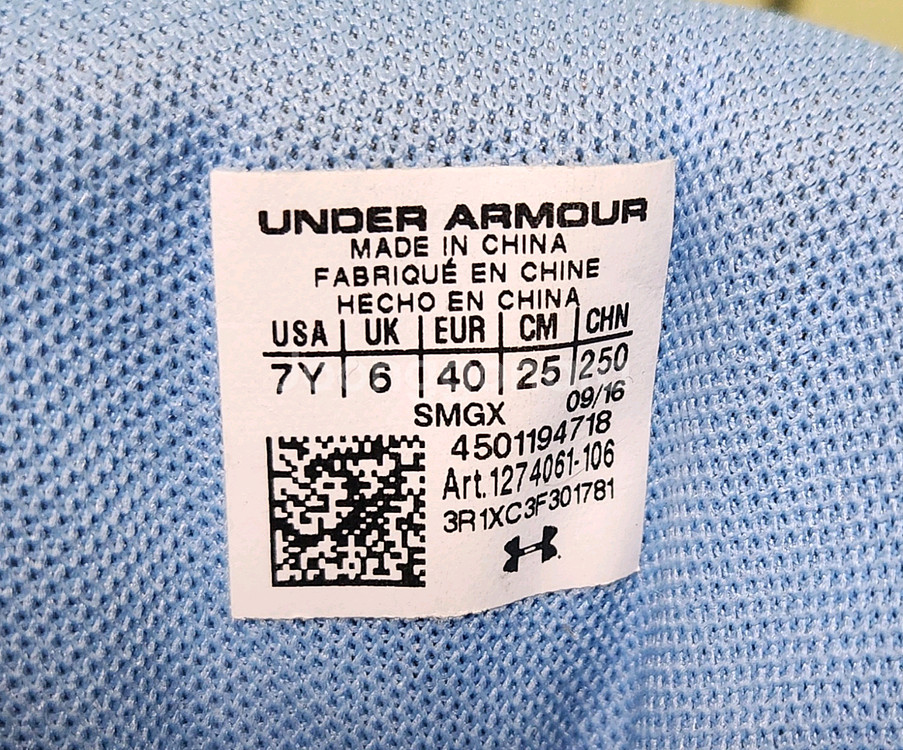 UNDER ARMOUR
MADE IN CHINA
FABRIQUÉ EN CHINE
HECHO EN CHINA
USA UK EUR CM CHN
7Y 6 40 25 250
SMGX 09/16
4501194718
Art.1274061-106
3R1XC3F301781